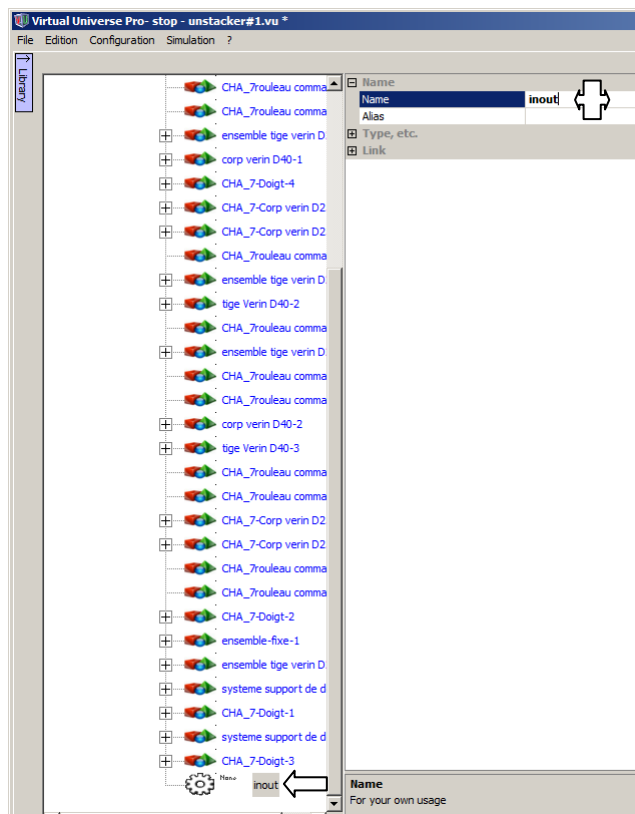 Virtual Universe Pro- stop - unstacker#1.vu *
File Edition Configuration Simulation ?
Library
CHA_7rouleau comma
CHA_7rouleau comma
ensemble tige verin D
corp verin D40-1
CHA_7-Doigt-4
CHA_7-Corp verin D2
CHA_7-Corp verin D2
CHA_7rouleau comma
ensemble tige verin D
tige Verin D40-2
CHA_7rouleau comma
ensemble tige verin D
CHA_7rouleau comma
CHA_7rouleau comma
corp verin D40-2
tige Verin D40-3
CHA_7rouleau comma
CHA_7rouleau comma
CHA_7-Corp verin D2
CHA_7-Corp verin D2
CHA_7rouleau comma
CHA_7rouleau comma
CHA_7-Doigt-2
ensemble-fixe-1
ensemble tige verin D
systeme support de d
CHA_7-Doigt-1
systeme support de d
CHA_7-Doigt-3
Nano inout
Name
Name inout
Alias
Type, etc.
Link
Name
For your own usage